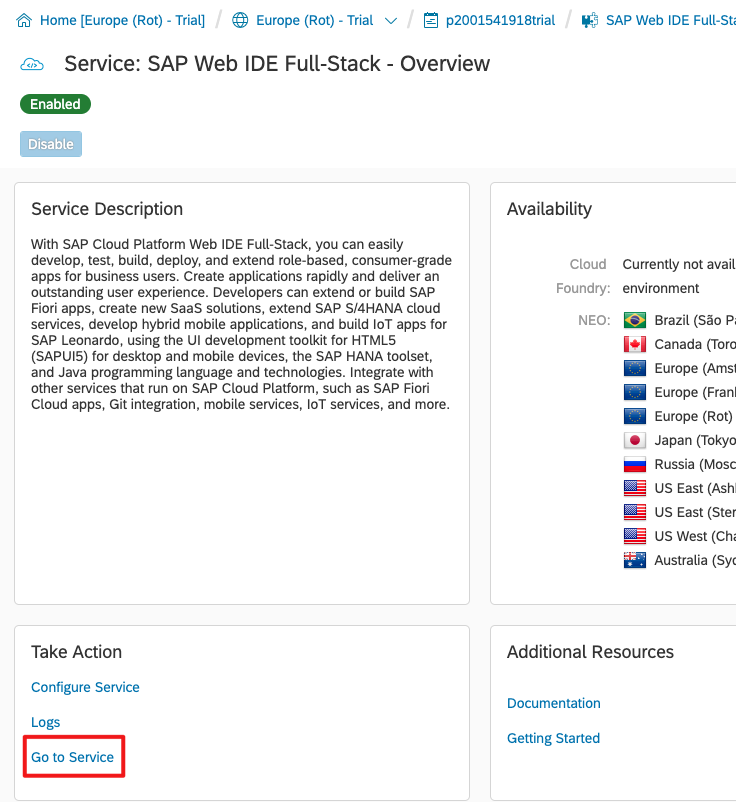 Home [Europe (Rot) - Trial] / Europe (Rot) - Trial / p2001541918trial / SAP Web IDE Full-Sta
Service: SAP Web IDE Full-Stack - Overview
Enabled
Disable
Service Description
With SAP Cloud Platform Web IDE Full-Stack, you can easily
develop, test, build, deploy, and extend role-based, consumer-grade
apps for business users. Create applications rapidly and deliver an
outstanding user experience. Developers can extend or build SAP
Fiori apps, create new SaaS solutions, extend SAP S/4HANA cloud
services, develop hybrid mobile applications, and build IoT apps for
SAP Leonardo, using the UI development toolkit for HTML5
(SAPUI5) for desktop and mobile devices, the SAP HANA toolset,
and Java programming language and technologies. Integrate with
other services that run on SAP Cloud Platform, such as SAP Fiori
Cloud apps, Git integration, mobile services, IoT services, and more.
Availability
Cloud Currently not avail
Foundry: environment
NEO: Brazil (São Pa
Canada (Toro
Europe (Amst
Europe (Frank
Europe (Rot)
Japan (Tokyo
Russia (Mosc
US East (Ash
US East (Ster
US West (Cha
Australia (Syd
Take Action
Configure Service
Logs
Go to Service
Additional Resources
Documentation
Getting Started